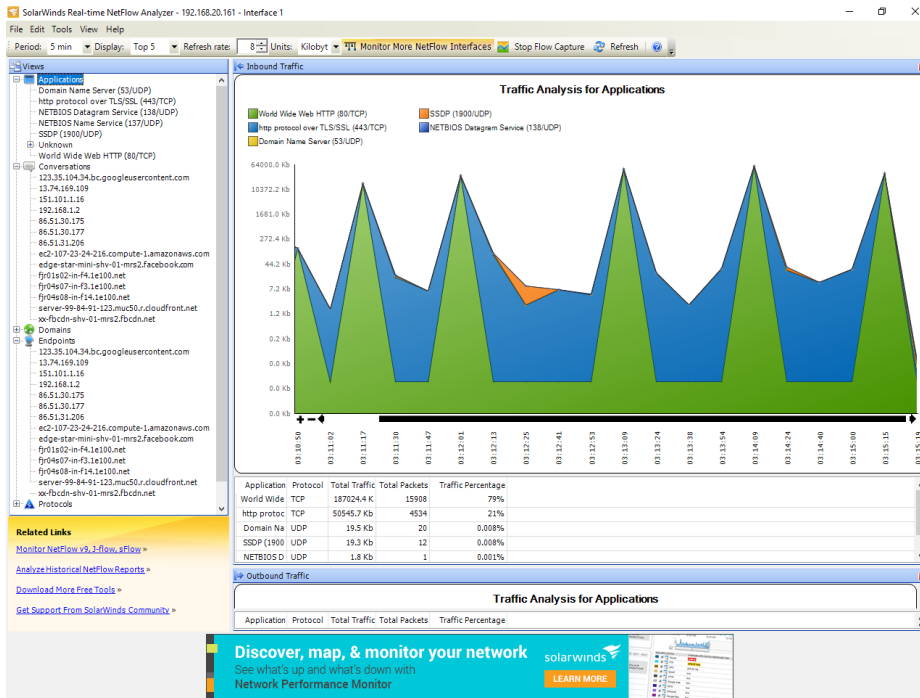 SolarWinds Real-time NetFlow Analyzer - 192.168.20.161 - Interface 1
File Edit Tools View Help
Period: 5 min Display: Top 5 Refresh rate: 8 Units: Kilobyt Monitor More NetFlow Interfaces Stop Flow Capture Refresh
Views
Applications
Domain Name Server (53/UDP)
http protocol over TLS/SSL (443/TCP)
NETBIOS Datagram Service (138/UDP)
NETBIOS Name Service (137/UDP)
SSDP (1900/UDP)
Unknown
World Wide Web HTTP (80/TCP)
Conversations
123.35.104.34.bc.googleusercontent.com
13.74.169.109
151.101.1.16
192.168.1.2
86.51.30.175
86.51.30.177
86.51.31.206
ec2-107-23-24-216.compute-1.amazonaws.com
edge-star-mini-shv-01-mrs2.facebook.com
fjr01s02-in-f4.1e100.net
fjr04s07-in-f3.1e100.net
fjr04s08-in-f14.1e100.net
server-99-84-91-123.muc50.r.cloudfront.net
xx-fbcdn-shv-01-mrs2.fbcdn.net
Domains
Endpoints
123.35.104.34.bc.googleusercontent.com
13.74.169.109
151.101.1.16
192.168.1.2
86.51.30.175
86.51.30.177
86.51.31.206
ec2-107-23-24-216.compute-1.amazonaws.com
edge-star-mini-shv-01-mrs2.facebook.com
fjr01s02-in-f4.1e100.net
fjr04s07-in-f3.1e100.net
fjr04s08-in-f14.1e100.net
server-99-84-91-123.muc50.r.cloudfront.net
xx-fbcdn-shv-01-mrs2.fbcdn.net
Protocols
Related Links
Monitor NetFlow v9, J-flow, sFlow »
Analyze Historical NetFlow Reports »
Download More Free Tools »
Get Support From SolarWinds Community »
Inbound Traffic
Traffic Analysis for Applications
World Wide Web HTTP (80/TCP) SSDP (1900/UDP)
http protocol over TLS/SSL (443/TCP) NETBIOS Datagram Service (138/UDP)
Domain Name Server (53/UDP)
64000.0 Kb
10372.2 Kb
1681.0 Kb
272.4 Kb
44.2 Kb
7.2 Kb
1.2 Kb
0.2 Kb
0.0 Kb
0.0 Kb
0.0 Kb
03:10:50 03:11:02 03:11:17 03:11:30 03:11:47 03:12:01 03:12:13 03:12:25 03:12:41 03:12:53 03:13:09 03:13:24 03:13:38 03:13:54 03:14:09 03:14:24 03:14:40 03:15:00 03:15:15 03:15:19
Application Protocol Total Traffic Total Packets Traffic Percentage
World Wide TCP 187024.4 K 15908 79%
http protoc TCP 50545.7 Kb 4534 21%
Domain Na UDP 19.5 Kb 20 0.008%
SSDP (1900 UDP 19.3 Kb 12 0.008%
NETBIOS D UDP 1.8 Kb 1 0.001%
Outbound Traffic
Traffic Analysis for Applications
Application Protocol Total Traffic Total Packets Traffic Percentage
Discover, map, & monitor your network
See what's up and what's down with
Network Performance Monitor
solarwinds
LEARN MORE